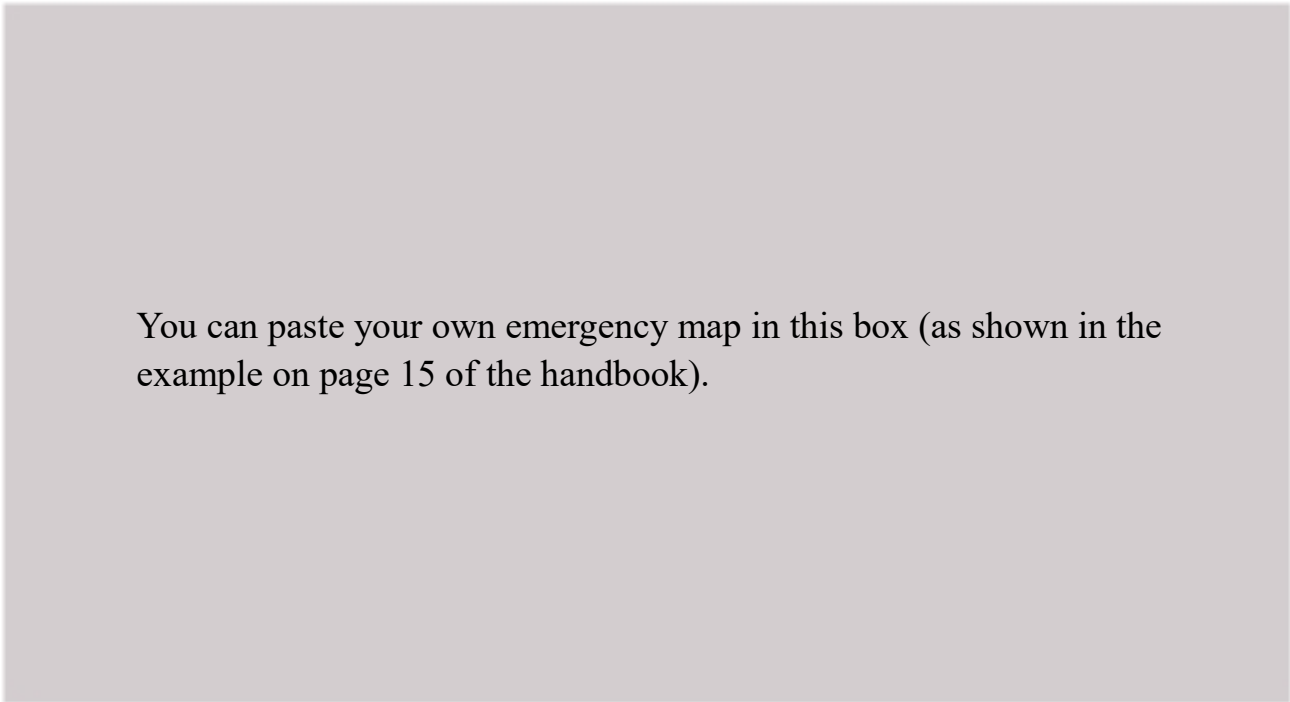 You can paste your own emergency map in this box (as shown in the
example on page 15 of the handbook).